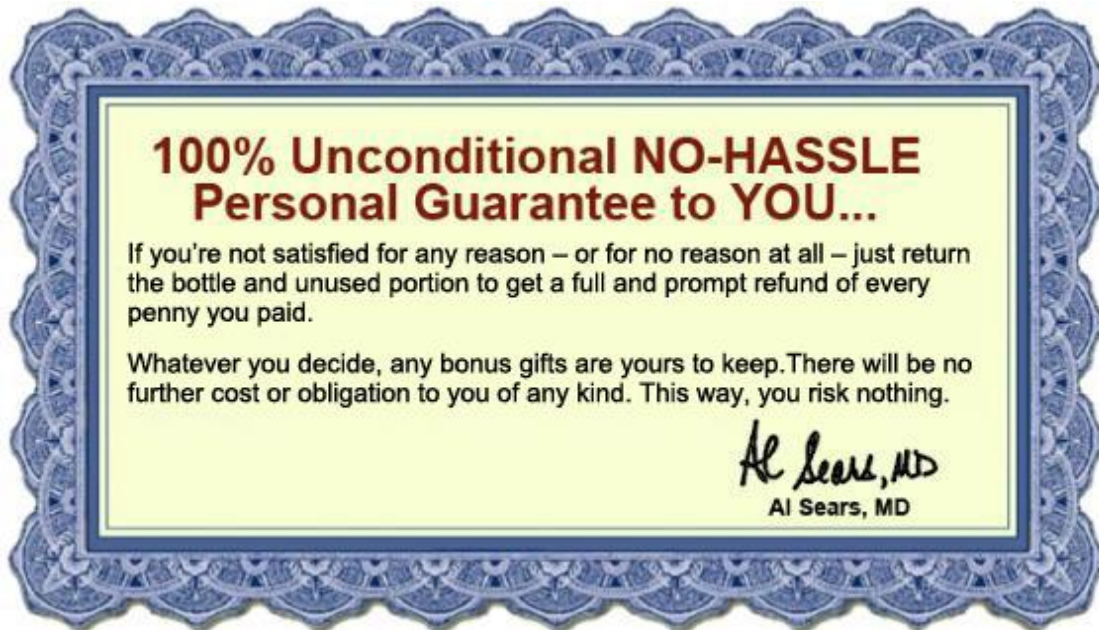 100% Unconditional NO-HASSLE
Personal Guarantee to YOU...
If you're not satisfied for any reason – or for no reason at all – just return
the bottle and unused portion to get a full and prompt refund of every
penny you paid.
Whatever you decide, any bonus gifts are yours to keep.There will be no
further cost or obligation to you of any kind. This way, you risk nothing.
Al Sears, MD
Al Sears, MD